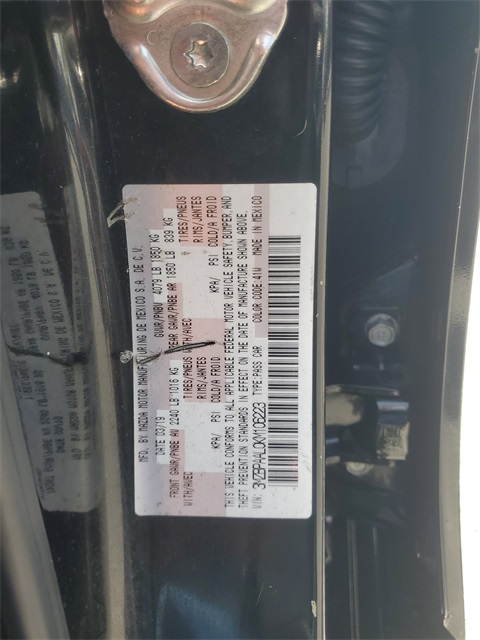 MFD. BY. MAZDA MOTOR MANUFACTURING DE MEXICO S.A. DE C.V.
DATE 03/19 GVWR/PNBV 4079 LB 1850 KG
FRONT GAWR/PNBE AV 2240 LB 1016 KG REAR GAWR/PNBE AR 1850 LB 839 KG
WITH/AVEC TIRES/PNEUS WITH/AVEC TIRES/PNEUS
RIMS/JANTES RIMS/JANTES
KPA/ PSI COLD/A FROID KPA/ PSI COLD/A FROID
THIS VEHICLE CONFORMS TO ALL APPLICABLE FEDERAL MOTOR VEHICLE SAFETY, BUMPER, AND
THEFT PREVENTION STANDARDS IN EFFECT ON THE DATE OF MANUFACTURE SHOWN ABOVE.
VIN: 3MZBPAAL0KM106223 TYPE:PASS CAR COLOR CODE:41W MADE IN MEXICO